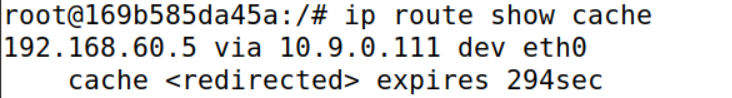 root@169b585da45a:/# ip route show cache
192.168.60.5 via 10.9.0.111 dev eth0
    cache <redirected> expires 294sec